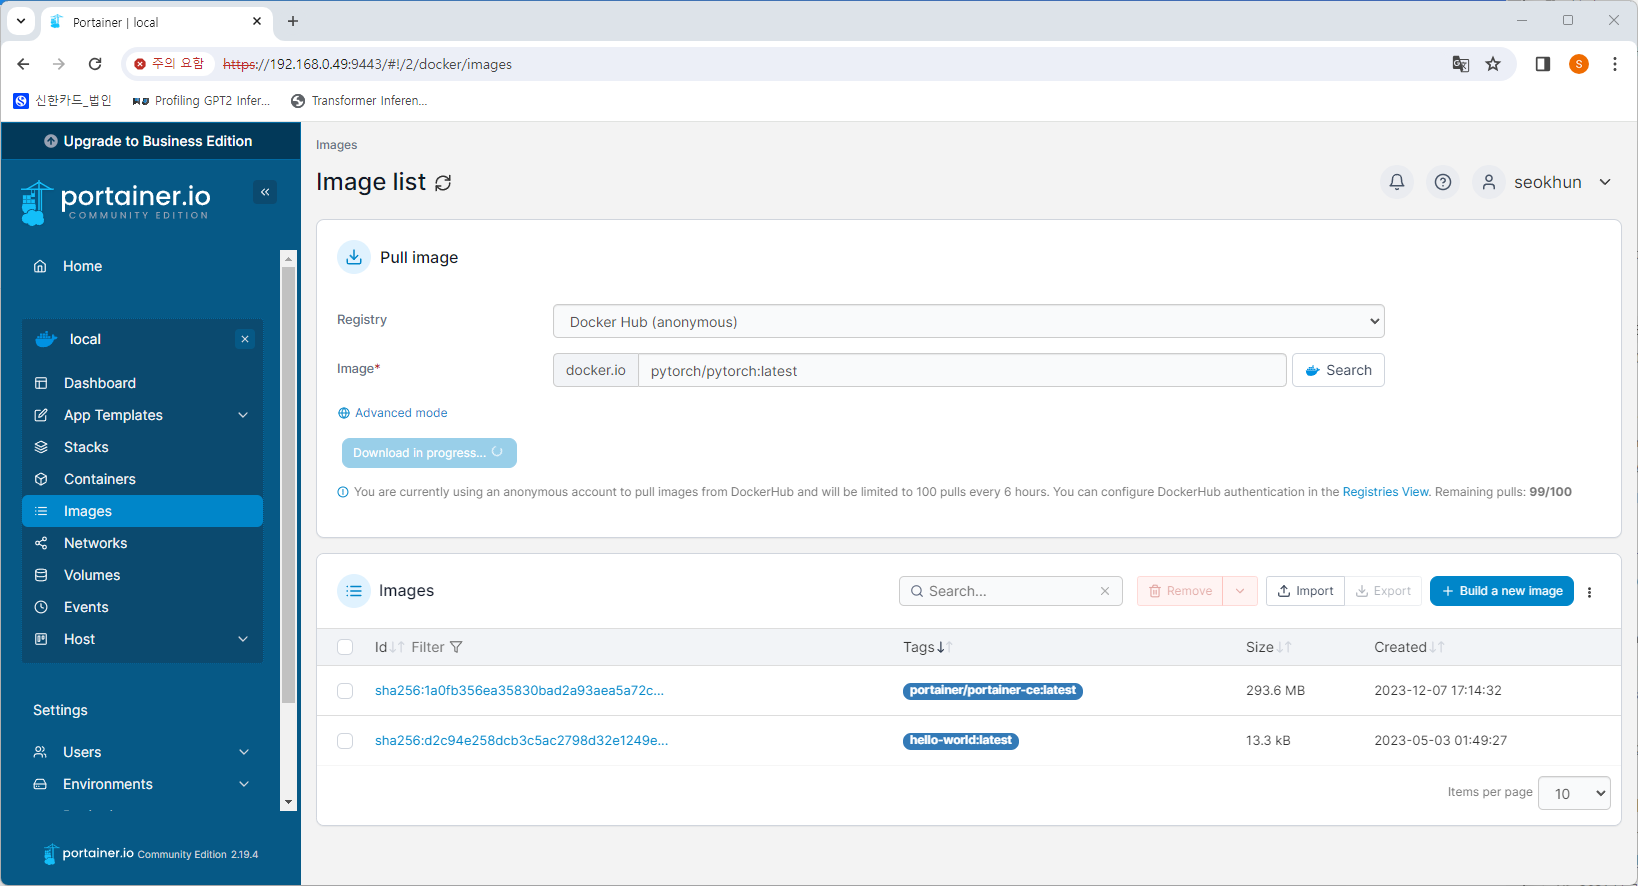 Portainer | local
주의 요함
https://192.168.0.49:9443/#!/2/docker/images
S
신한카드_법인
Profiling GPT2 Infer...
Transformer Inferen...
Upgrade to Business Edition
portainer.io
COMMUNITY EDITION
Home
local
Dashboard
App Templates
Stacks
Containers
Images
Networks
Volumes
Events
Host
Settings
Users
Environments
portainer.io Community Edition 2.19.4
Images
Image list
seokhun
Pull image
Registry
Docker Hub (anonymous)
Image*
docker.io
pytorch/pytorch:latest
Search
Advanced mode
Download in progress...
You are currently using an anonymous account to pull images from DockerHub and will be limited to 100 pulls every 6 hours. You can configure DockerHub authentication in the Registries View. Remaining pulls: 99/100
Images
Search...
Remove
Import
Export
Build a new image
Id Filter Tags Size Created
sha256:1a0fb356ea35830bad2a93aea5a72c... portainer/portainer-ce:latest 293.6 MB 2023-12-07 17:14:32
sha256:d2c94e258dcb3c5ac2798d32e1249e... hello-world:latest 13.3 kB 2023-05-03 01:49:27
Items per page 10